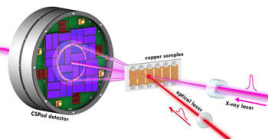 copper samples
optical laser
X-ray laser
CSPad detector